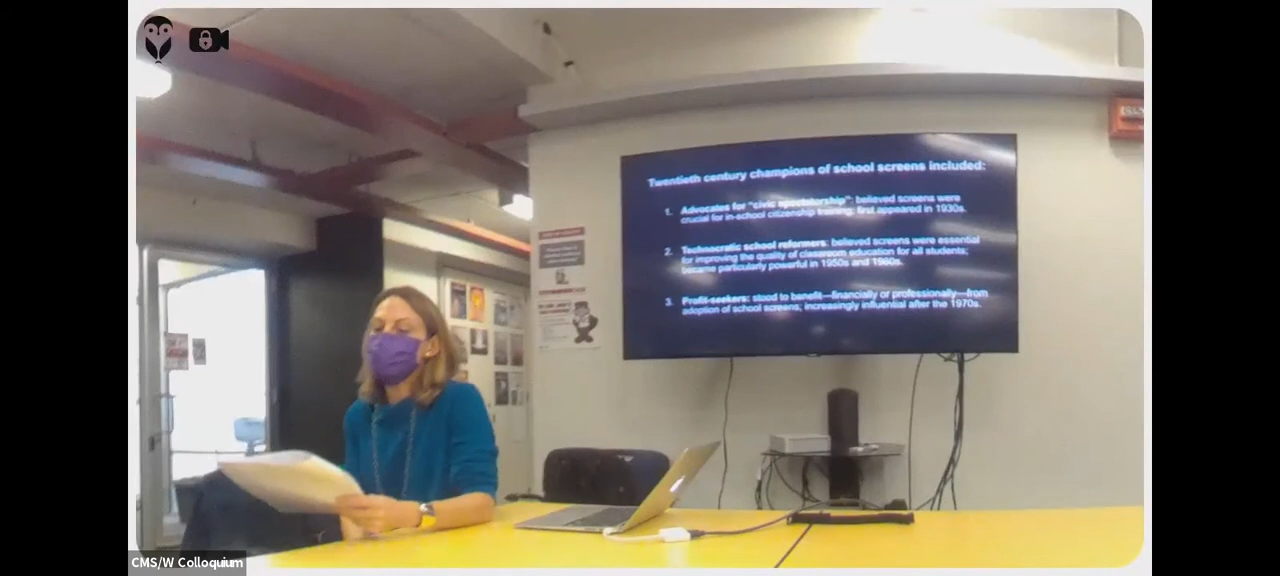 Twentieth century champions of school screens included:
1. Advocates for "civic spectatorship": believed screens were
crucial for in-school citizenship training; first appeared in 1930s.
2. Technocratic school reformers: believed screens were essential
for improving the quality of classroom education for all students;
became particularly powerful in 1950s and 1960s.
3. Profit-seekers: stood to benefit—financially or professionally—from
adoption of school screens; increasingly influential after the 1970s.
CMS/W Colloquium